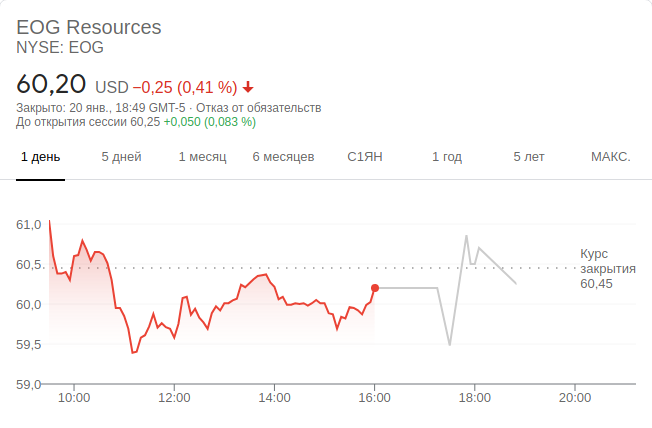 EOG Resources
NYSE: EOG
60,20 USD −0,25 (0,41 %)
Закрыто: 20 янв., 18:49 GMT-5 · Отказ от обязательств
До открытия сессии 60,25 +0,050 (0,083 %)
1 день 5 дней 1 месяц 6 месяцев С1ЯН 1 год 5 лет МАКС.
61,0
60,5
60,0
59,5
59,0
Курс
закрытия
60,45
10:00 12:00 14:00 16:00 18:00 20:00